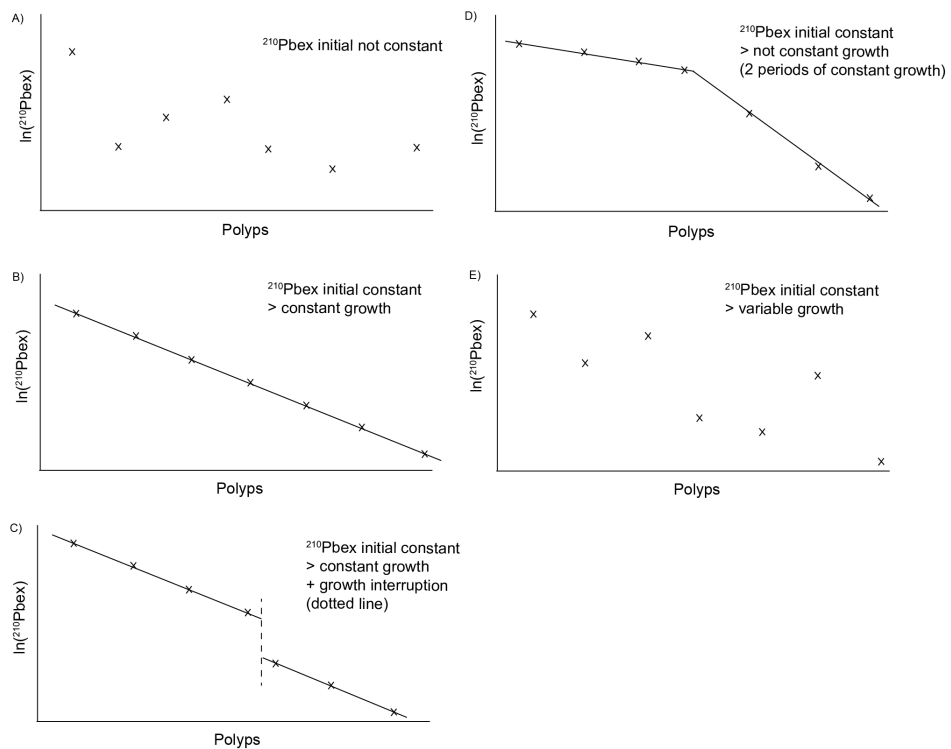 A)
²¹⁰Pbex initial not constant
ln(²¹⁰Pbex)
Polyps
B)
²¹⁰Pbex initial constant
> constant growth
ln(²¹⁰Pbex)
Polyps
C)
²¹⁰Pbex initial constant
> constant growth
+ growth interruption
(dotted line)
ln(²¹⁰Pbex)
Polyps
D)
²¹⁰Pbex initial constant
> not constant growth
(2 periods of constant growth)
ln(²¹⁰Pbex)
Polyps
E)
²¹⁰Pbex initial constant
> variable growth
ln(²¹⁰Pbex)
Polyps